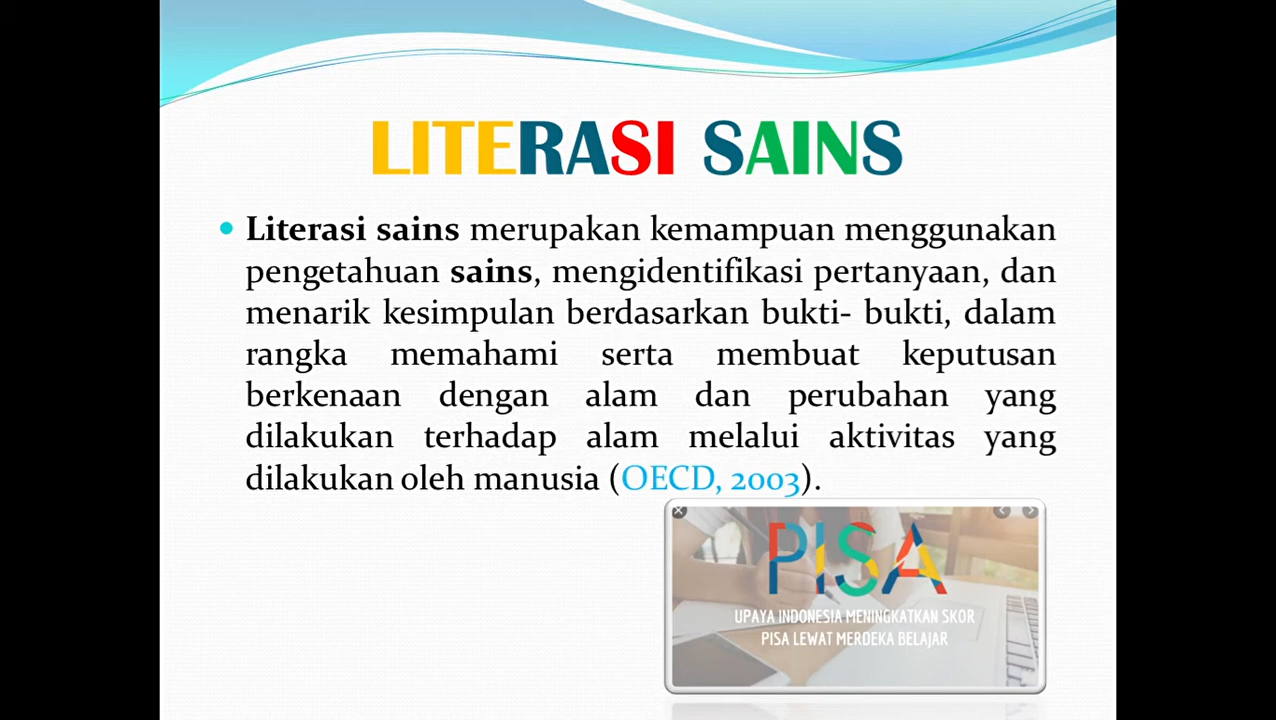 LITERASI SAINS
Literasi sains merupakan kemampuan menggunakan
pengetahuan sains, mengidentifikasi pertanyaan, dan
menarik kesimpulan berdasarkan bukti- bukti, dalam
rangka memahami serta membuat keputusan
berkenaan dengan alam dan perubahan yang
dilakukan terhadap alam melalui aktivitas yang
dilakukan oleh manusia (OECD, 2003).
PISA
UPAYA INDONESIA MENINGKATKAN SKOR
PISA LEWAT MERDEKA BELAJAR